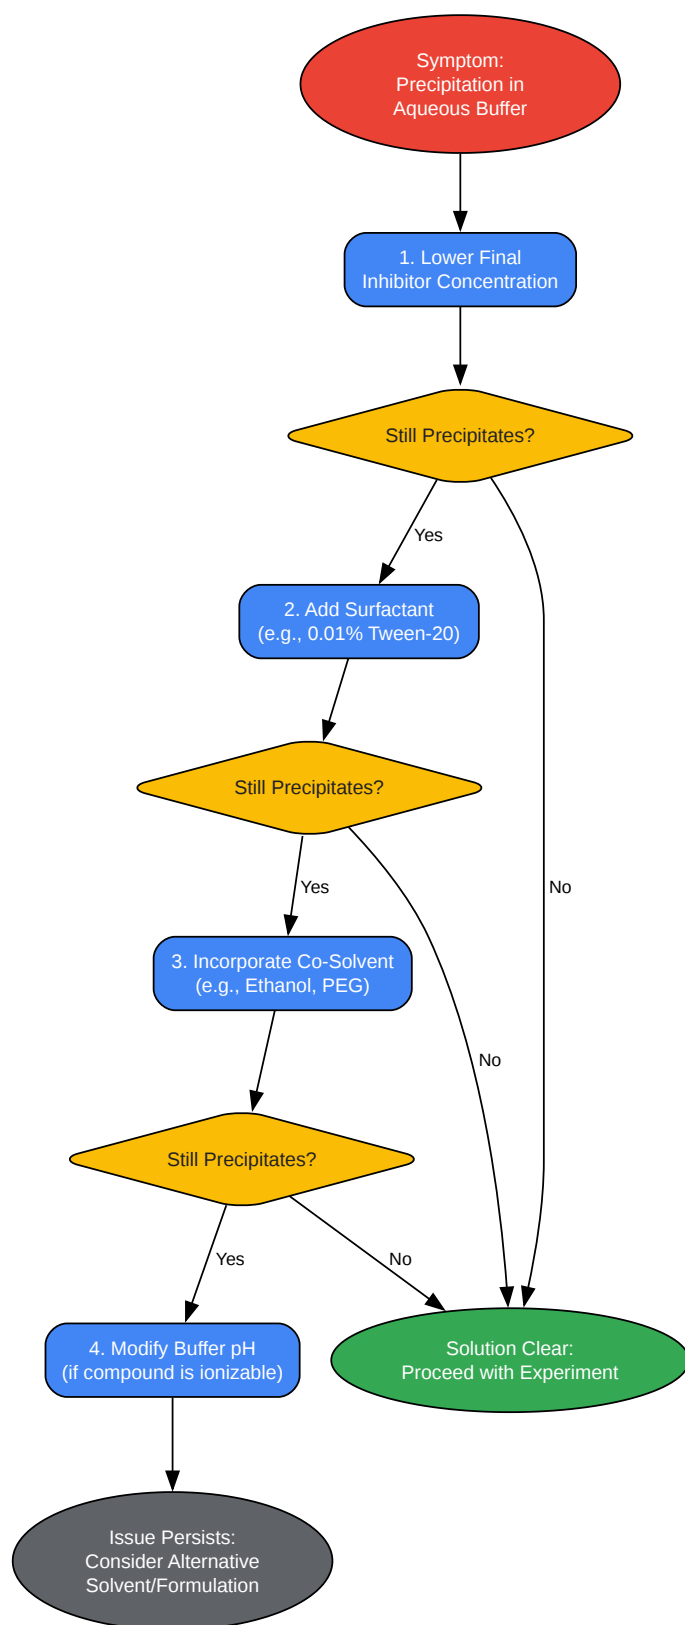 Symptom:
Precipitation in
Aqueous Buffer
1. Lower Final
Inhibitor Concentration
Still Precipitates?
Yes
2. Add Surfactant
(e.g., 0.01% Tween-20)
Still Precipitates?
Yes
No
3. Incorporate Co-Solvent
(e.g., Ethanol, PEG)
No
Still Precipitates?
Yes
No
4. Modify Buffer pH
(if compound is ionizable)
Solution Clear:
Proceed with Experiment
Issue Persists:
Consider Alternative
Solvent/Formulation